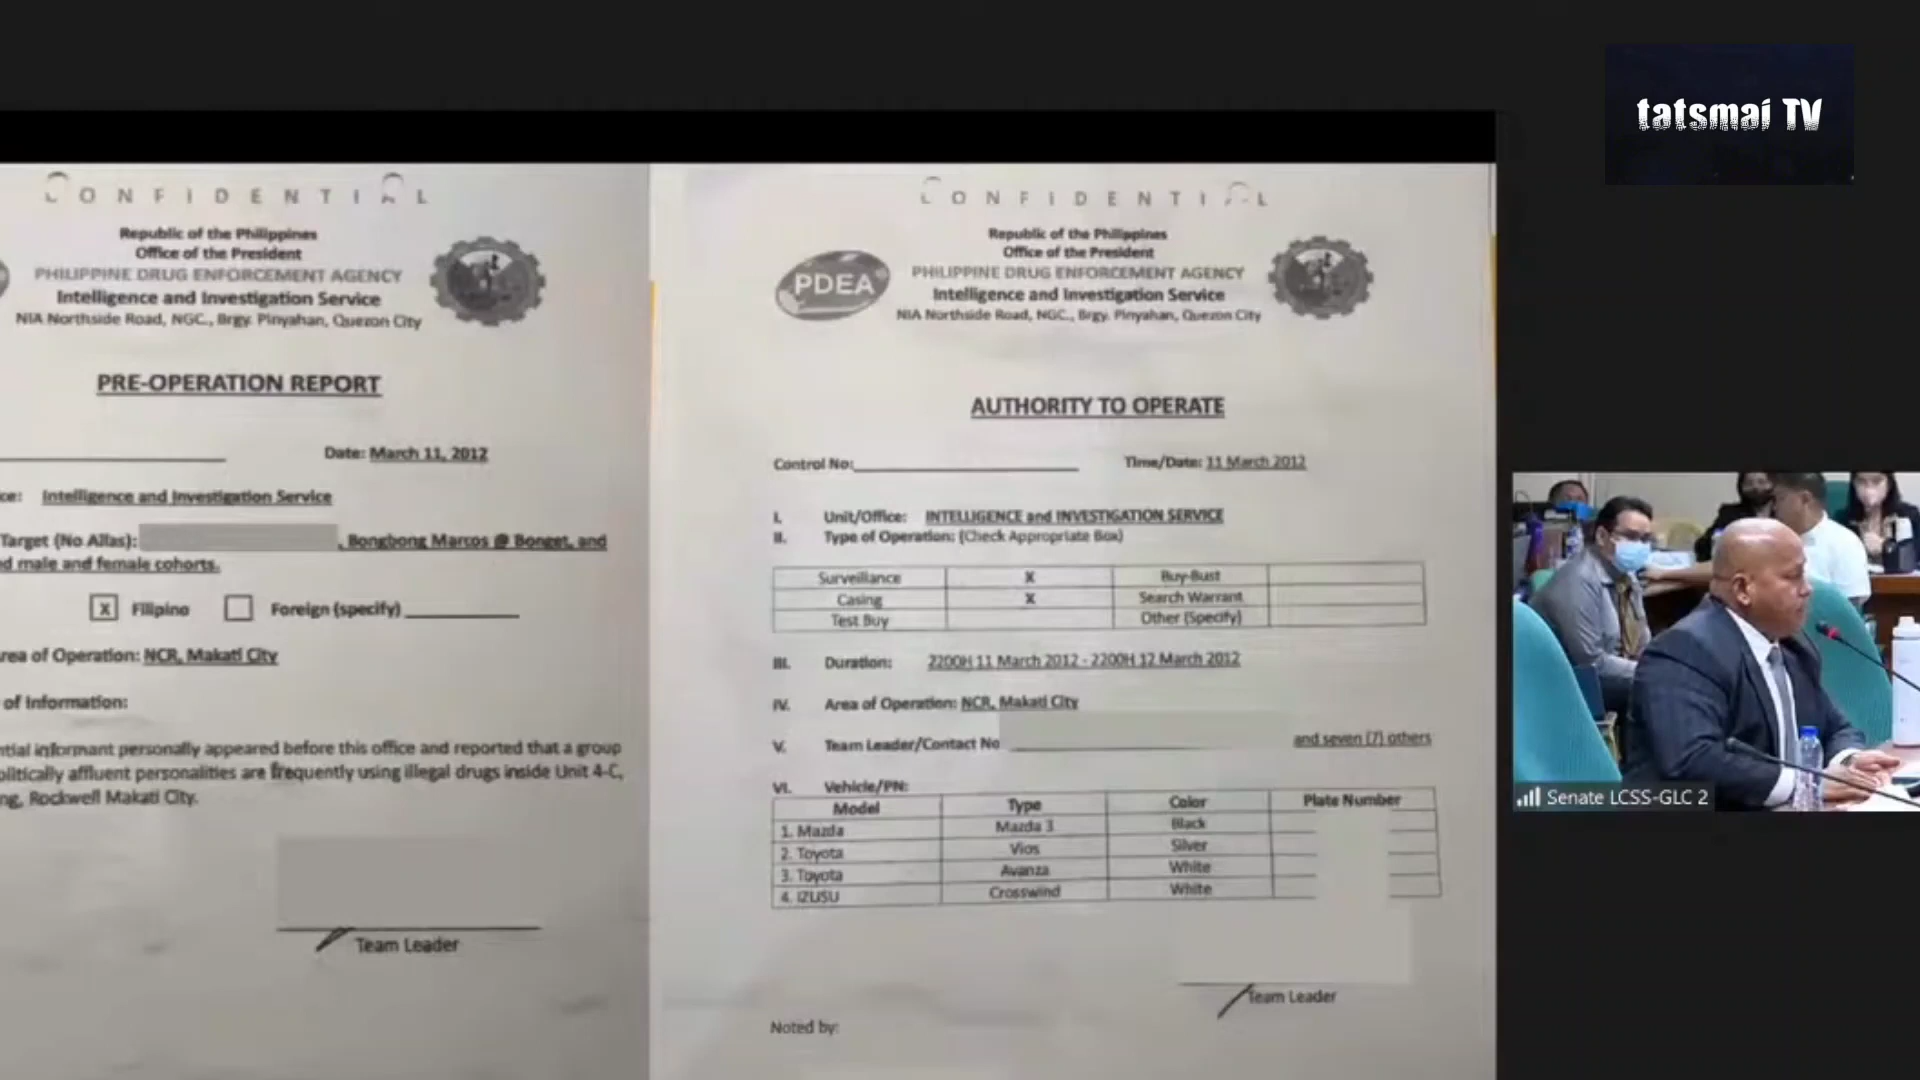 tatsmai TV
CONFIDENTIAL
Republic of the Philippines
Office of the President
PHILIPPINE DRUG ENFORCEMENT AGENCY
Intelligence and Investigation Service
NIA Northside Road, NGC., Brgy. Pinyahan, Quezon City
PRE-OPERATION REPORT
Date: March 11, 2012
ce: Intelligence and Investigation Service
Target (No Alias): , Bongbong Marcos @ Bonget, and
d male and female cohorts.
X Filipino Foreign (specify)
rea of Operation: NCR, Makati City
of Information:
ntial informant personally appeared before this office and reported that a group
olitically affluent personalities are frequently using illegal drugs inside Unit 4-C,
ng, Rockwell Makati City.
Team Leader
CONFIDENTIAL
Republic of the Philippines
Office of the President
PDEA
PHILIPPINE DRUG ENFORCEMENT AGENCY
Intelligence and Investigation Service
NIA Northside Road, NGC., Brgy. Pinyahan, Quezon City
AUTHORITY TO OPERATE
Control No: Time/Date: 11 March 2012
I. Unit/Office: INTELLIGENCE and INVESTIGATION SERVICE
II. Type of Operation: (Check Appropriate Box)
Surveillance X Buy-Bust
Casing X Search Warrant
Test Buy Other (Specify)
III. Duration: 2200H 11 March 2012 - 2200H 12 March 2012
IV. Area of Operation: NCR, Makati City
V. Team Leader/Contact No and seven (7) others
VI. Vehicle/PN:
Model Type Color Plate Number
1. Mazda Mazda 3 Black
2. Toyota Vios Silver
3. Toyota Avanza White
4. IZUSU Crosswind White
Team Leader
Noted by:
Senate LCSS-GLC 2